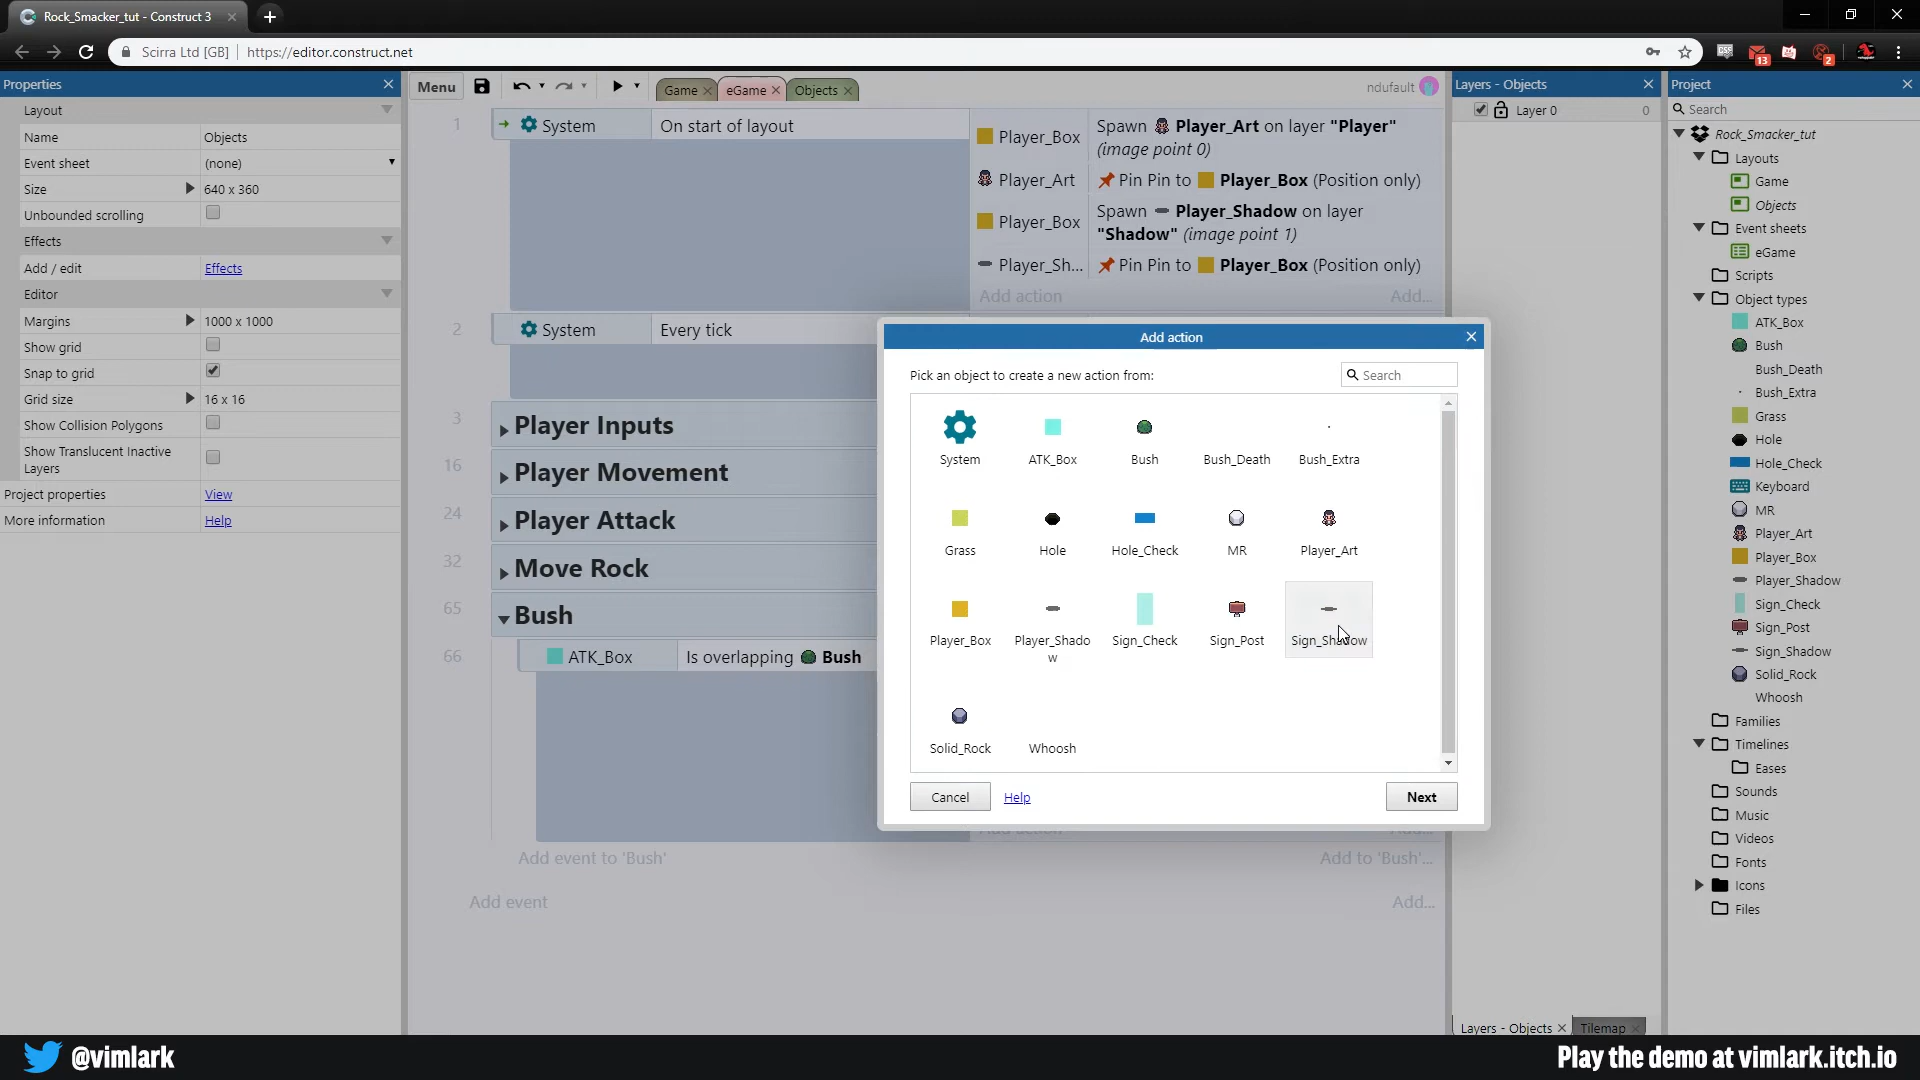 Rock_Smacker_tut - Construct 3
Scirra Ltd [GB]
https://editor.construct.net
13
2
Properties
Layout
Name
Objects
Event sheet
(none)
Size
640 x 360
Unbounded scrolling
Effects
Add / edit
Effects
Editor
Margins
1000 x 1000
Show grid
Snap to grid
Grid size
16 x 16
Show Collision Polygons
Show Translucent Inactive
Layers
Project properties
View
More information
Help
Menu
Game
eGame
Objects
ndufault
1
System
On start of layout
Player_Box
Spawn Player_Art on layer "Player"
(image point 0)
Player_Art
Pin Pin to Player_Box (Position only)
Player_Box
Spawn Player_Shadow on layer
"Shadow" (image point 1)
Player_Sh...
Pin Pin to Player_Box (Position only)
Add action
Add...
2
System
Every tick
3
Player Inputs
16
Player Movement
24
Player Attack
32
Move Rock
65
Bush
66
ATK_Box
Is overlapping Bush
Add action
Add...
Add event to 'Bush'
Add to 'Bush'...
Add event
Add...
Add action
Pick an object to create a new action from:
Search
System
ATK_Box
Bush
Bush_Death
Bush_Extra
Grass
Hole
Hole_Check
MR
Player_Art
Player_Box
Player_Shado
w
Sign_Check
Sign_Post
Sign_Shadow
Solid_Rock
Whoosh
Cancel
Help
Next
Layers - Objects
Layer 0
0
Layers - Objects
Tilemap
Project
Search
Rock_Smacker_tut
Layouts
Game
Objects
Event sheets
eGame
Scripts
Object types
ATK_Box
Bush
Bush_Death
Bush_Extra
Grass
Hole
Hole_Check
Keyboard
MR
Player_Art
Player_Box
Player_Shadow
Sign_Check
Sign_Post
Sign_Shadow
Solid_Rock
Whoosh
Families
Timelines
Eases
Sounds
Music
Videos
Fonts
Icons
Files
@vimlark
Play the demo at vimlark.itch.io